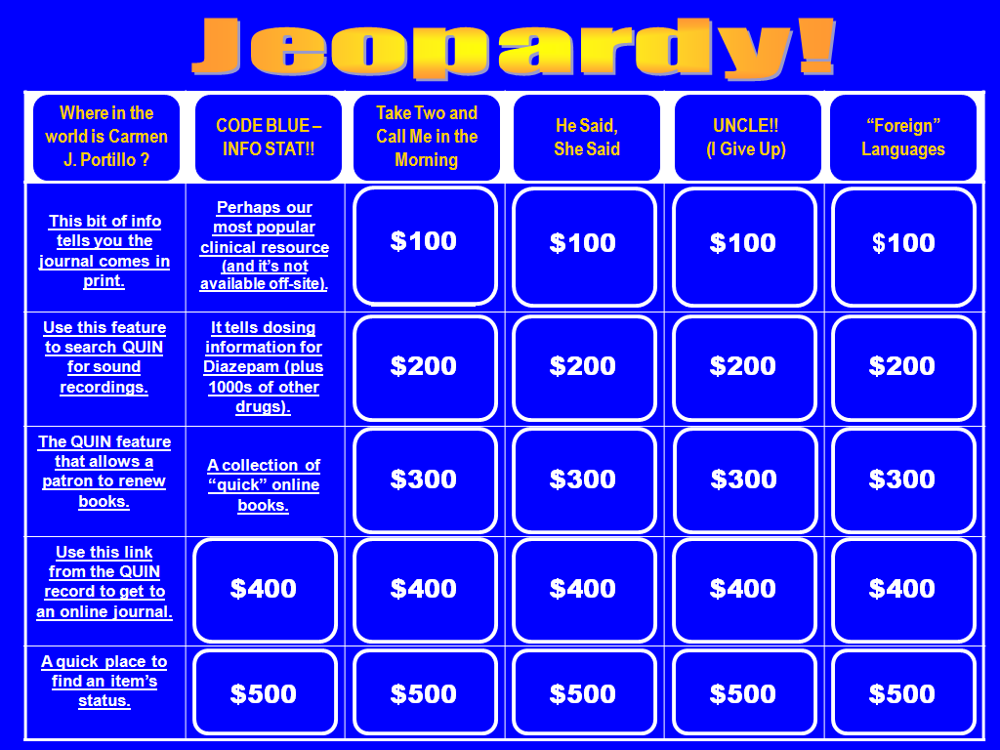 Jeopardy!
Where in the
world is Carmen
J. Portillo ?
CODE BLUE –
INFO STAT!!
Take Two and
Call Me in the
Morning
He Said,
She Said
UNCLE!!
(I Give Up)
“Foreign”
Languages
This bit of info
tells you the
journal comes in
print.
Perhaps our
most popular
clinical resource
(and it’s not
available off-site).
$100
$100
$100
$100
Use this feature
to search QUIN
for sound
recordings.
It tells dosing
information for
Diazepam (plus
1000s of other
drugs).
$200
$200
$200
$200
The QUIN feature
that allows a
patron to renew
books.
A collection of
“quick” online
books.
$300
$300
$300
$300
Use this link
from the QUIN
record to get to
an online journal.
$400
$400
$400
$400
$400
A quick place to
find an item’s
status.
$500
$500
$500
$500
$500